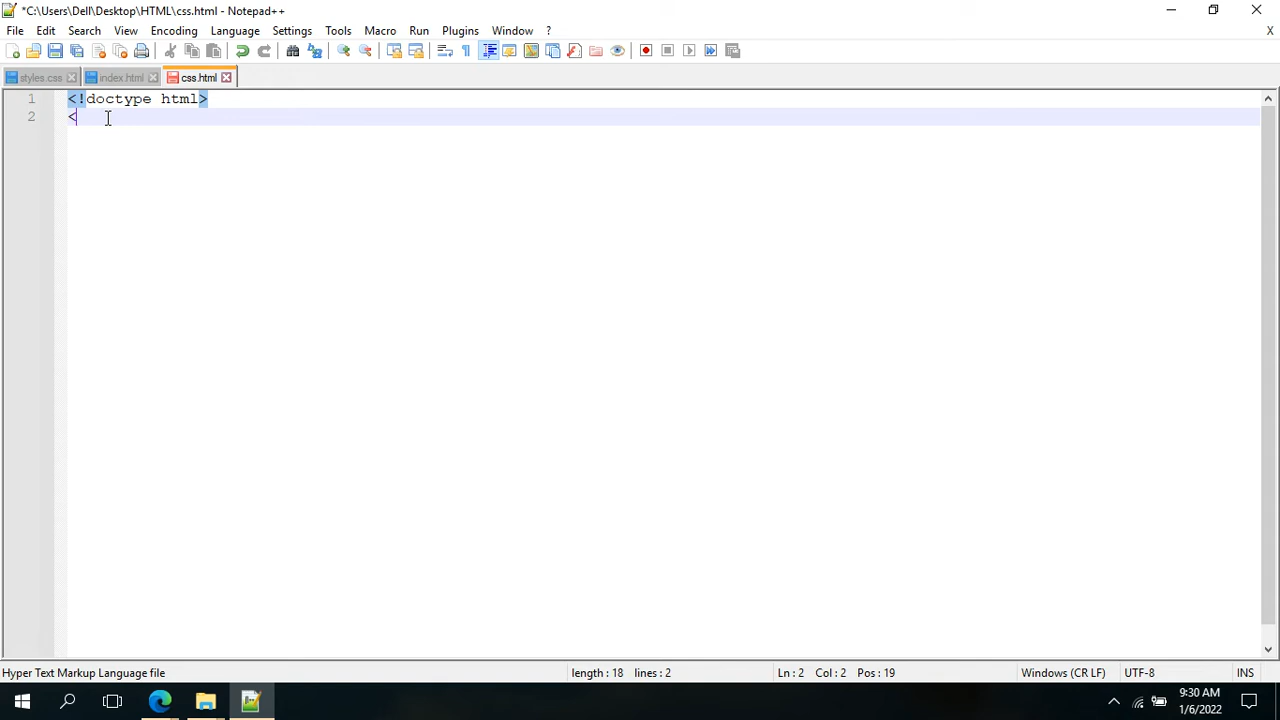 *C:\Users\Dell\Desktop\HTML\css.html - Notepad++
File Edit Search View Encoding Language Settings Tools Macro Run Plugins Window ? X
styles.css index.html css.html
1 <!doctype html>
2 <
Hyper Text Markup Language file length : 18 lines : 2 Ln : 2 Col : 2 Pos : 19 Windows (CR LF) UTF-8 INS
9:30 AM
1/6/2022